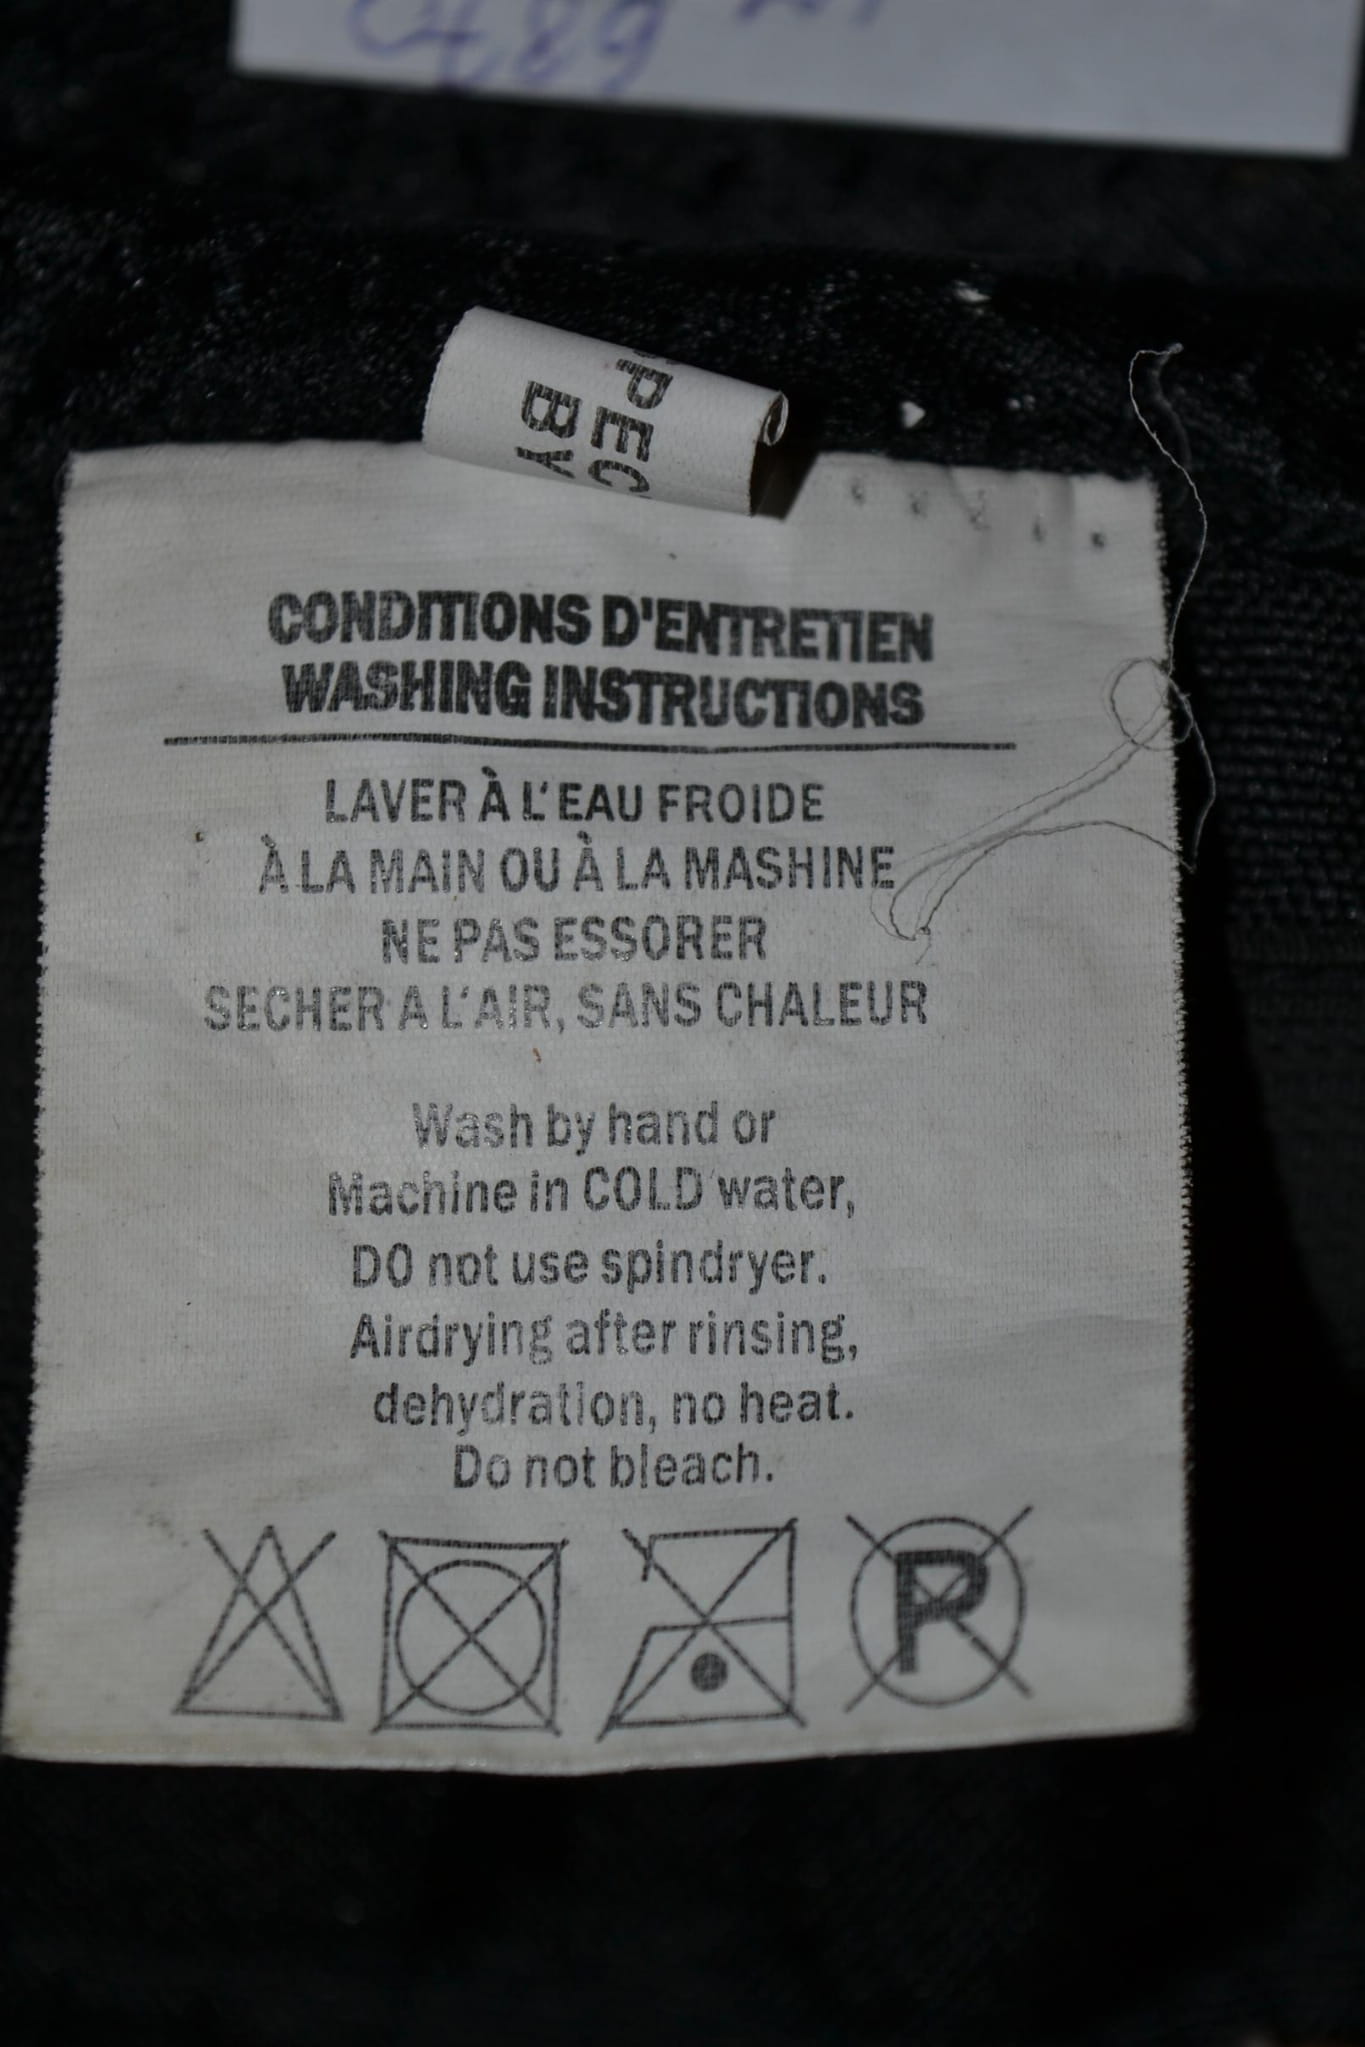 BY
CONDITIONS D'ENTRETIEN
WASHING INSTRUCTIONS
LAVER À L'EAU FROIDE
À LA MAIN OU À LA MASHINE
NE PAS ESSORER
SECHER A L'AIR, SANS CHALEUR
Wash by hand or
Machine in COLD water,
DO not use spindryer.
Airdrying after rinsing,
dehydration, no heat.
Do not bleach.
P